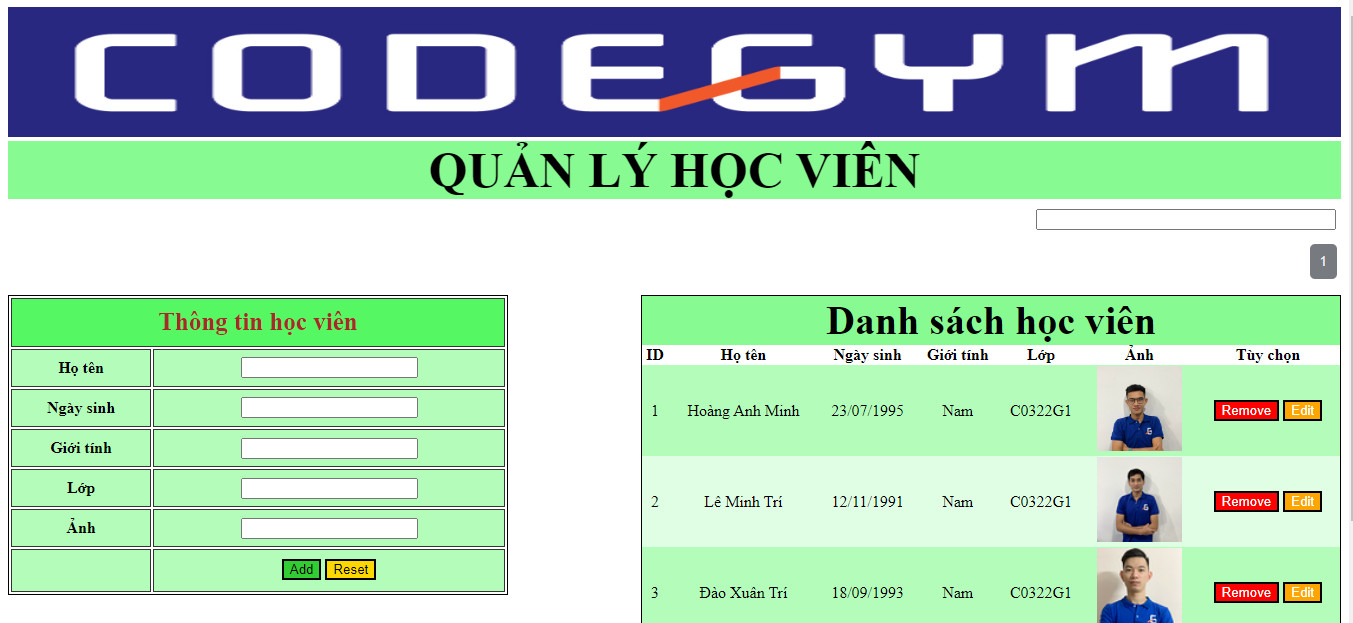 CODEGYM
QUẢN LÝ HỌC VIÊN
1
Thông tin học viên
Họ tên
Ngày sinh
Giới tính
Lớp
Ảnh
Add Reset
Danh sách học viên
ID Họ tên Ngày sinh Giới tính Lớp Ảnh Tùy chọn
1 Hoàng Anh Minh 23/07/1995 Nam C0322G1 Remove Edit
2 Lê Minh Trí 12/11/1991 Nam C0322G1 Remove Edit
3 Đào Xuân Trí 18/09/1993 Nam C0322G1 Remove Edit